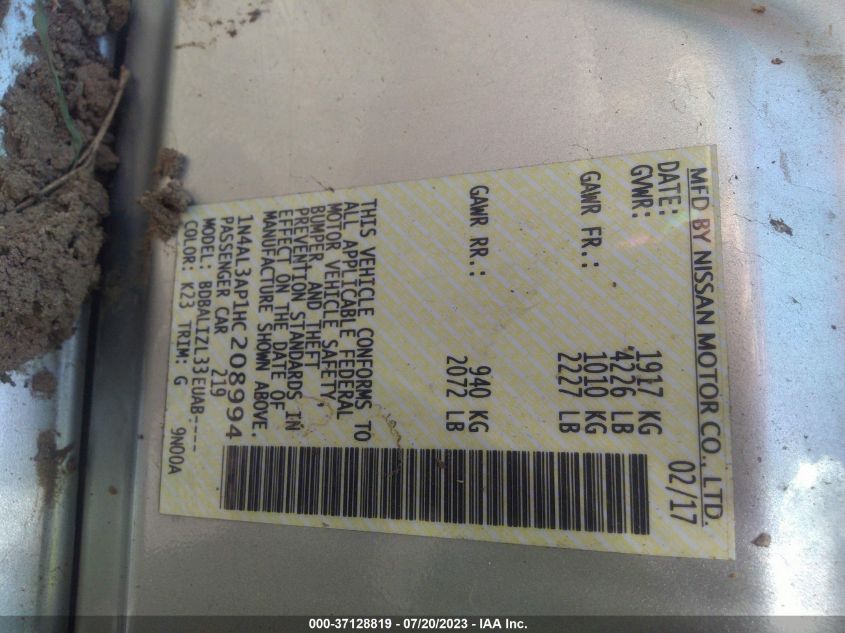 MFD BY NISSAN MOTOR CO., LTD.
DATE: 02/17
GVWR: 1917 KG
4226 LB
GAWR FR.: 1010 KG
2227 LB
GAWR RR.: 940 KG
2072 LB
THIS VEHICLE CONFORMS TO
ALL APPLICABLE FEDERAL
MOTOR VEHICLE SAFETY,
BUMPER, AND THEFT
PREVENTION STANDARDS IN
EFFECT ON THE DATE OF
MANUFACTURE SHOWN ABOVE.
1N4AL3AP1HC208994
PASSENGER CAR 219
MODEL: BDBALIZL33EUAB----
COLOR: K23 TRIM: G 9N00A
000-37128819 - 07/20/2023 - IAA Inc.